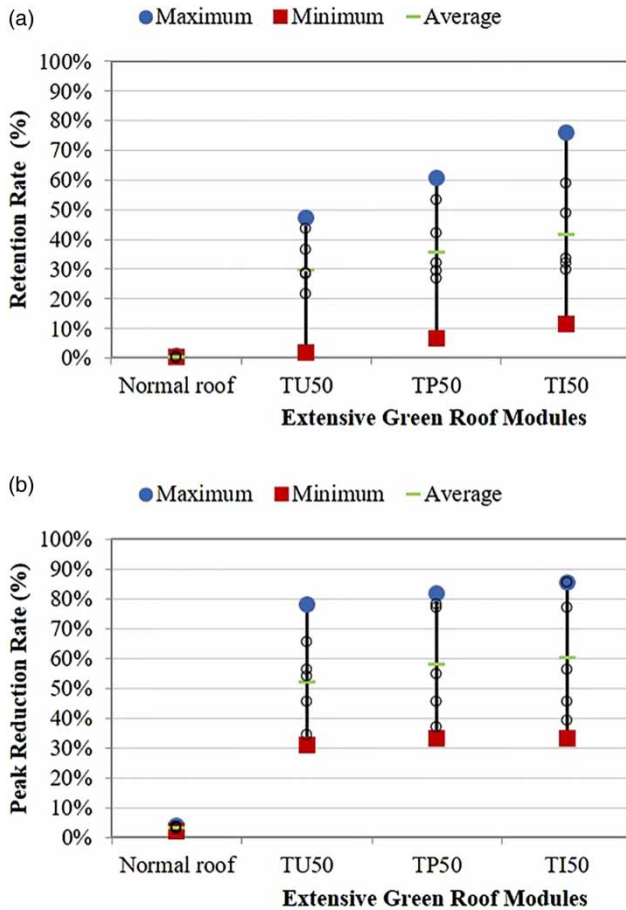 (a)
Maximum Minimum Average
100%
90%
80%
70%
60%
50%
40%
30%
20%
10%
0%
Retention Rate (%)
Normal roof TU50 TP50 TI50
Extensive Green Roof Modules
(b)
Maximum Minimum Average
100%
90%
80%
70%
60%
50%
40%
30%
20%
10%
0%
Peak Reduction Rate (%)
Normal roof TU50 TP50 TI50
Extensive Green Roof Modules